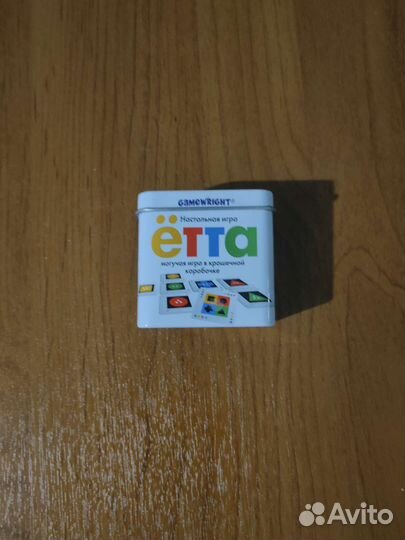 GAMEWRIGHT®
Настольная игра
ётта
могучая игра в крошечной
коробочке
Avito